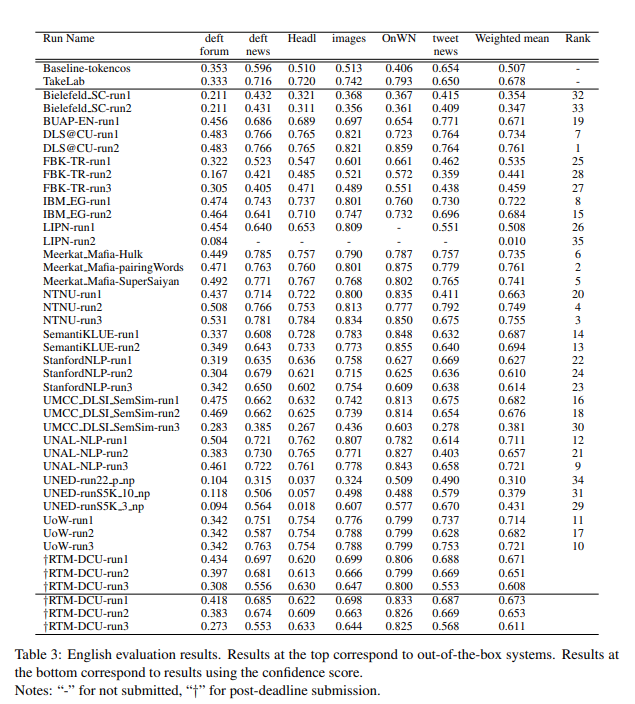 Run Name deft forum deft news Headl images OnWN tweet news Weighted mean Rank
Baseline-tokencos 0.353 0.596 0.510 0.513 0.406 0.654 0.507 -
TakeLab 0.333 0.716 0.720 0.742 0.793 0.650 0.678 -
Bielefeld_SC-run1 0.211 0.432 0.321 0.368 0.367 0.415 0.354 32
Bielefeld_SC-run2 0.211 0.431 0.311 0.356 0.361 0.409 0.347 33
BUAP-EN-run1 0.456 0.686 0.689 0.697 0.654 0.771 0.671 19
DLS@CU-run1 0.483 0.766 0.765 0.821 0.723 0.764 0.734 7
DLS@CU-run2 0.483 0.766 0.765 0.821 0.859 0.764 0.761 1
FBK-TR-run1 0.322 0.523 0.547 0.601 0.661 0.462 0.535 25
FBK-TR-run2 0.167 0.421 0.485 0.521 0.572 0.359 0.441 28
FBK-TR-run3 0.305 0.405 0.471 0.489 0.551 0.438 0.459 27
IBM_EG-run1 0.474 0.743 0.737 0.801 0.760 0.730 0.722 8
IBM_EG-run2 0.464 0.641 0.710 0.747 0.732 0.696 0.684 15
LIPN-run1 0.454 0.640 0.653 0.809 - 0.551 0.508 26
LIPN-run2 0.084 - - - - - 0.010 35
Meerkat_Mafia-Hulk 0.449 0.785 0.757 0.790 0.787 0.757 0.735 6
Meerkat_Mafia-pairingWords 0.471 0.763 0.760 0.801 0.875 0.779 0.761 2
Meerkat_Mafia-SuperSaiyan 0.492 0.771 0.767 0.768 0.802 0.765 0.741 5
NTNU-run1 0.437 0.714 0.722 0.800 0.835 0.411 0.663 20
NTNU-run2 0.508 0.766 0.753 0.813 0.777 0.792 0.749 4
NTNU-run3 0.531 0.781 0.784 0.834 0.850 0.675 0.755 3
SemantiKLUE-run1 0.337 0.608 0.728 0.783 0.848 0.632 0.687 14
SemantiKLUE-run2 0.349 0.643 0.733 0.773 0.855 0.640 0.694 13
StanfordNLP-run1 0.319 0.635 0.636 0.758 0.627 0.669 0.627 22
StanfordNLP-run2 0.304 0.679 0.621 0.715 0.625 0.636 0.610 24
StanfordNLP-run3 0.342 0.650 0.602 0.754 0.609 0.638 0.614 23
UMCC_DLSI_SemSim-run1 0.475 0.662 0.632 0.742 0.813 0.675 0.682 16
UMCC_DLSI_SemSim-run2 0.469 0.662 0.625 0.739 0.814 0.654 0.676 18
UMCC_DLSI_SemSim-run3 0.283 0.385 0.267 0.436 0.603 0.278 0.381 30
UNAL-NLP-run1 0.504 0.721 0.762 0.807 0.782 0.614 0.711 12
UNAL-NLP-run2 0.383 0.730 0.765 0.771 0.827 0.403 0.657 21
UNAL-NLP-run3 0.461 0.722 0.761 0.778 0.843 0.658 0.721 9
UNED-run22_p_np 0.104 0.315 0.037 0.324 0.509 0.490 0.310 34
UNED-runS5K_10_np 0.118 0.506 0.057 0.498 0.488 0.579 0.379 31
UNED-runS5K_3_np 0.094 0.564 0.018 0.607 0.577 0.670 0.431 29
UoW-run1 0.342 0.751 0.754 0.776 0.799 0.737 0.714 11
UoW-run2 0.342 0.587 0.754 0.788 0.799 0.628 0.682 17
UoW-run3 0.342 0.763 0.754 0.788 0.799 0.753 0.721 10
†RTM-DCU-run1 0.434 0.697 0.620 0.699 0.806 0.688 0.671
†RTM-DCU-run2 0.397 0.681 0.613 0.666 0.799 0.669 0.651
†RTM-DCU-run3 0.308 0.556 0.630 0.647 0.800 0.553 0.608
†RTM-DCU-run1 0.418 0.685 0.622 0.698 0.833 0.687 0.673
†RTM-DCU-run2 0.383 0.674 0.609 0.663 0.826 0.669 0.653
†RTM-DCU-run3 0.273 0.553 0.633 0.644 0.825 0.568 0.611
Table 3: English evaluation results. Results at the top correspond to out-of-the-box systems. Results at
the bottom correspond to results using the confidence score.
Notes: “-” for not submitted, “†” for post-deadline submission.